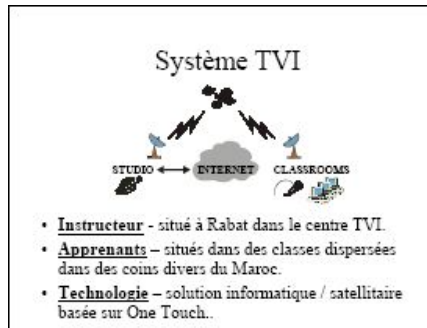 Système TVI
STUDIO INTERNET CLASSROOMS
• Instructeur - situé à Rabat dans le centre TVI.
• Apprenants – situés dans des classes dispersées
dans des coins divers du Maroc.
• Technologie – solution informatique / satellitaire
basée sur One Touch..